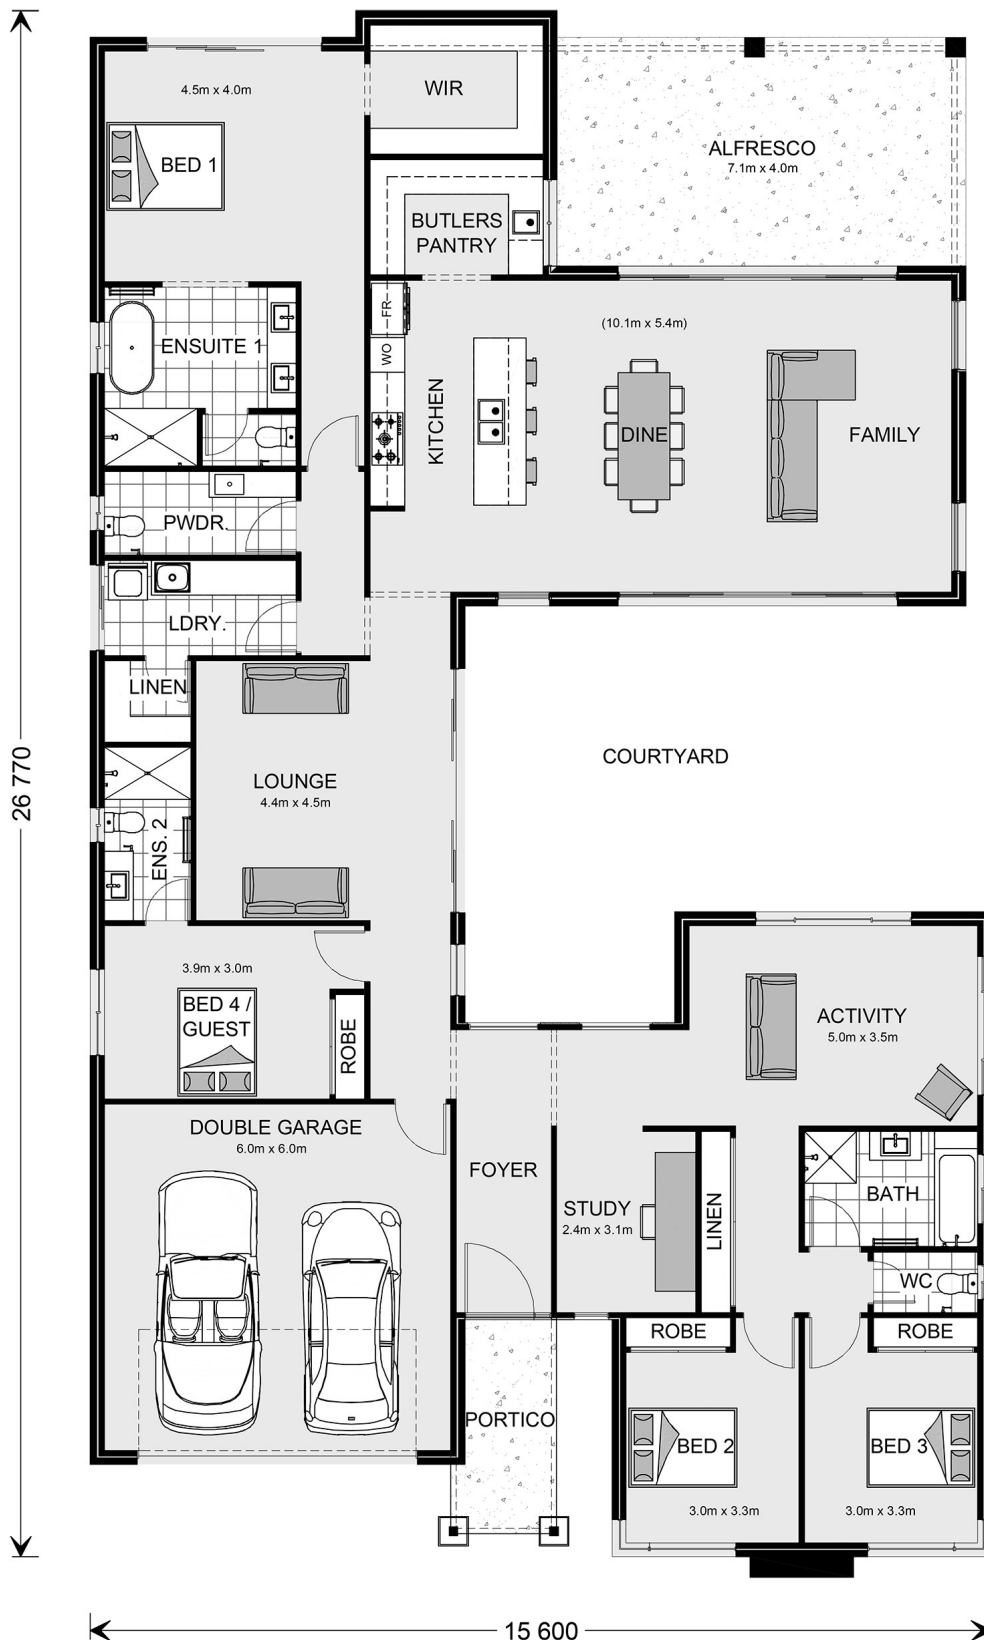 WIR
4.5m x 4.0m
BED 1
ALFRESCO
7.1m x 4.0m
BUTLERS
PANTRY
FR
(10.1m x 5.4m)
ENSUITE 1
WO
KITCHEN
DINE
FAMILY
PWDR.
LDRY.
LINEN
COURTYARD
LOUNGE
4.4m x 4.5m
26 770
ENS. 2
3.9m x 3.0m
BED 4 /
GUEST
ROBE
ACTIVITY
5.0m x 3.5m
DOUBLE GARAGE
6.0m x 6.0m
FOYER
STUDY
2.4m x 3.1m
LINEN
BATH
WC
ROBE
ROBE
PORTICO
BED 2
BED 3
3.0m x 3.3m
3.0m x 3.3m
15 600